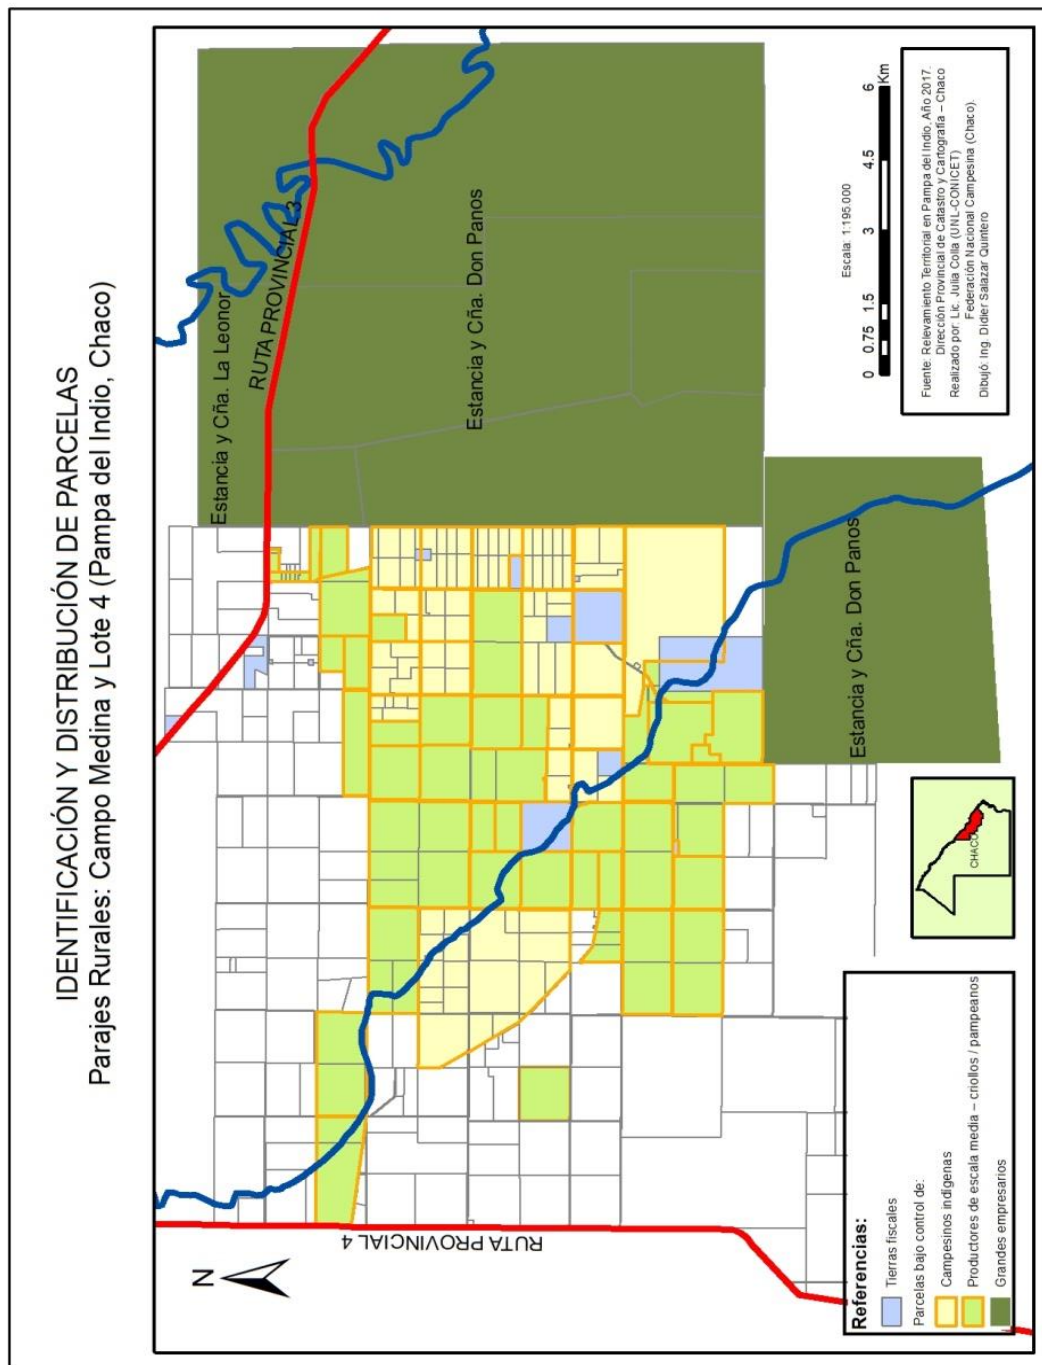 IDENTIFICACIÓN Y DISTRIBUCIÓN DE PARCELAS
Parajes Rurales: Campo Medina y Lote 4 (Pampa del Indio, Chaco)
N
RUTA PROVINCIAL 4
RUTA PROVINCIAL 3
Estancia y Cña. La Leonor
Estancia y Cña. Don Panos
Estancia y Cña. Don Panos
Referencias:
Tierras fiscales
Parcelas bajo control de:
Campesinos indígenas
Productores de escala media – criollos / pampeanos
Grandes empresarios
CHACO
Escala: 1:195.000
0 0.75 1.5 3 4.5 6
Km
Fuente: Relevamiento Territorial en Pampa del Indio. Año 2017.
Dirección Provincial de Catastro y Cartografía – Chaco
Realizado por: Lic. Julia Colla (UNL-CONICET)
Federación Nacional Campesina (Chaco).
Dibujó: Ing. Didier Salazar Quintero